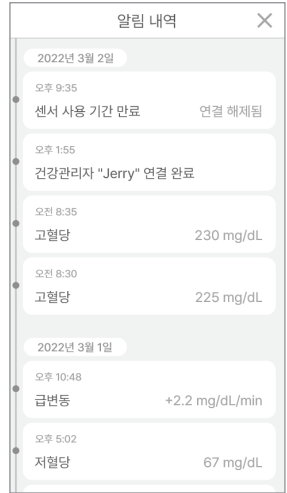 알림 내역
2022년 3월 2일
오후 9:35
센서 사용 기간 만료 연결 해제됨
오후 1:55
건강관리자 "Jerry" 연결 완료
오전 8:35
고혈당 230 mg/dL
오전 8:30
고혈당 225 mg/dL
2022년 3월 1일
오후 10:48
급변동 +2.2 mg/dL/min
오후 5:02
저혈당 67 mg/dL